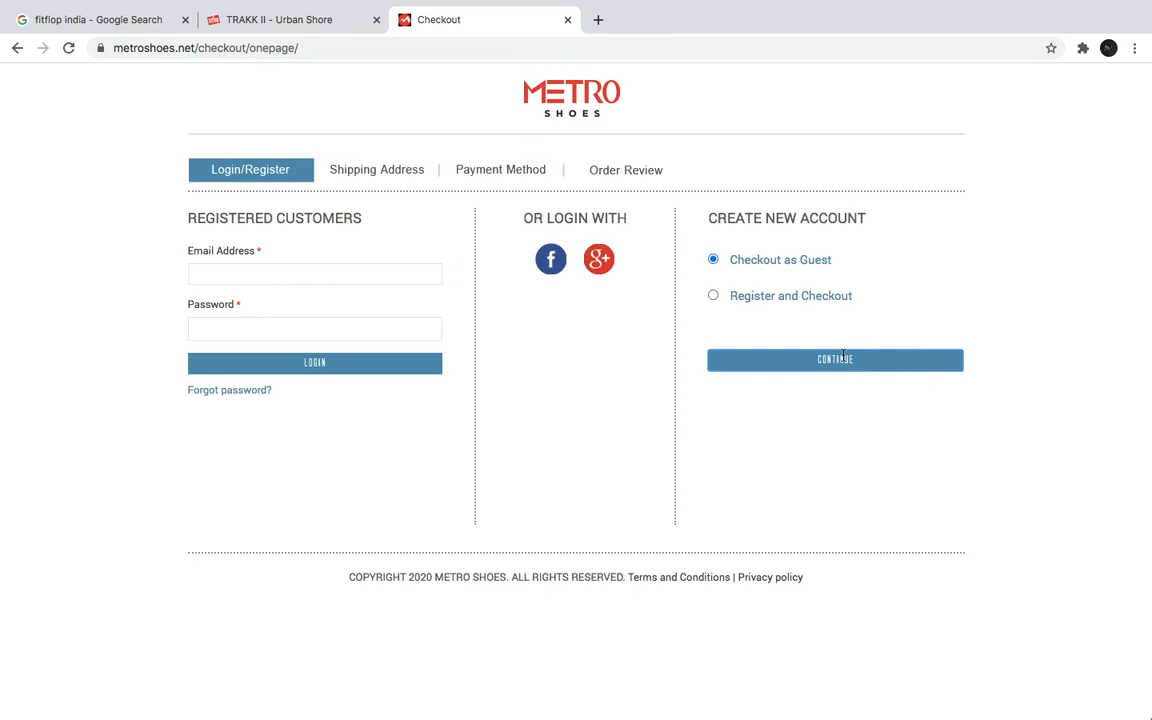 fitflop india - Google Search
TRAKK II - Urban Shore
Checkout
metroshoes.net/checkout/onepage/
METRO
SHOES
Login/Register
Shipping Address
|
Payment Method
|
Order Review
REGISTERED CUSTOMERS
Email Address *
Password *
LOGIN
Forgot password?
OR LOGIN WITH
f
g+
CREATE NEW ACCOUNT
Checkout as Guest
Register and Checkout
CONTINUE
COPYRIGHT 2020 METRO SHOES. ALL RIGHTS RESERVED. Terms and Conditions | Privacy policy